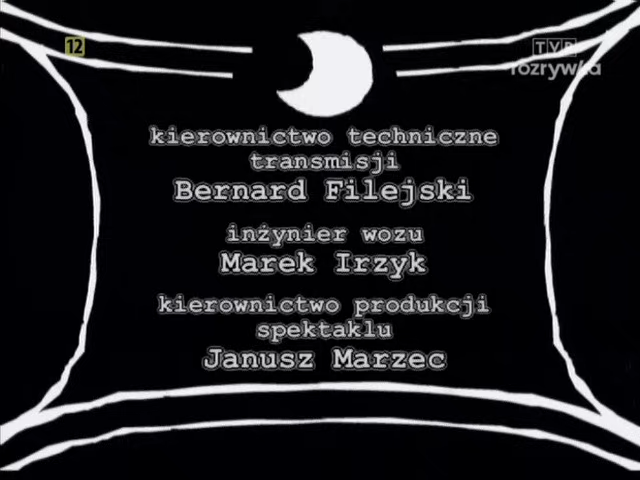 12
TVP
rozrywka
kierownictwo techniczne
transmisji
Bernard Filejski
inżynier wozu
Marek Irzyk
kierownictwo produkcji
spektaklu
Janusz Marzec